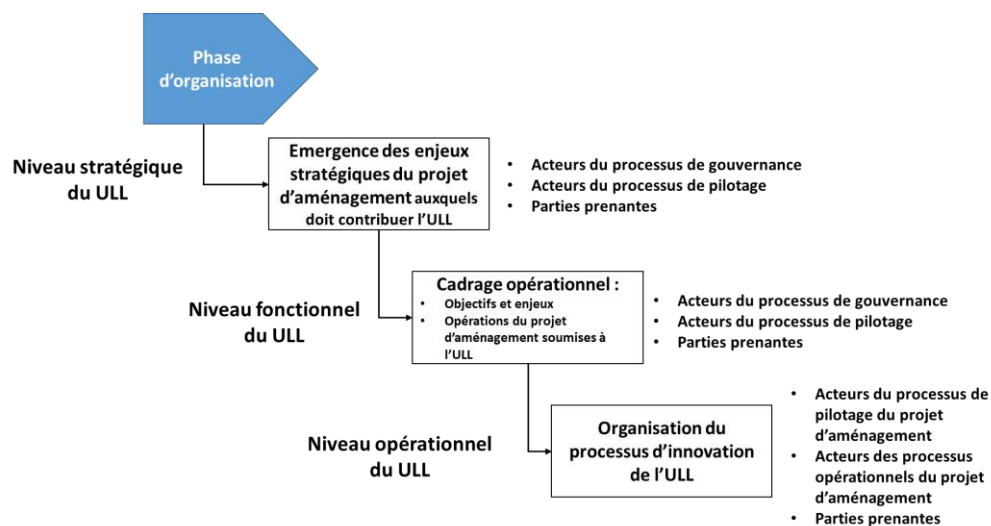 Phase
d'organisation
Niveau stratégique
du ULL
Emergence des enjeux
stratégiques du projet
d'aménagement auxquels
doit contribuer l'ULL
• Acteurs du processus de gouvernance
• Acteurs du processus de pilotage
• Parties prenantes
Niveau fonctionnel
du ULL
Cadrage opérationnel :
• Objectifs et enjeux
• Opérations du projet
d'aménagement soumises à
l'ULL
• Acteurs du processus de gouvernance
• Acteurs du processus de pilotage
• Parties prenantes
Niveau opérationnel
du ULL
Organisation du
processus d'innovation
de l'ULL
• Acteurs du processus de
pilotage du projet
d'aménagement
• Acteurs des processus
opérationnels du projet
d'aménagement
• Parties prenantes